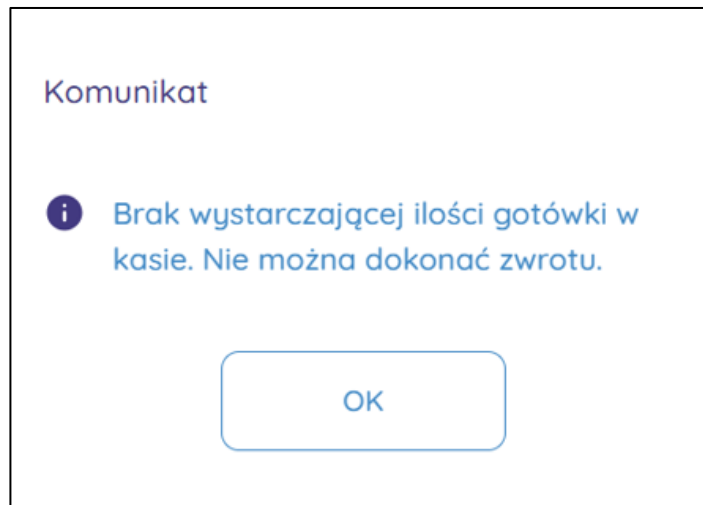 Komunikat
Brak wystarczającej ilości gotówki w
kasie. Nie można dokonać zwrotu.
OK